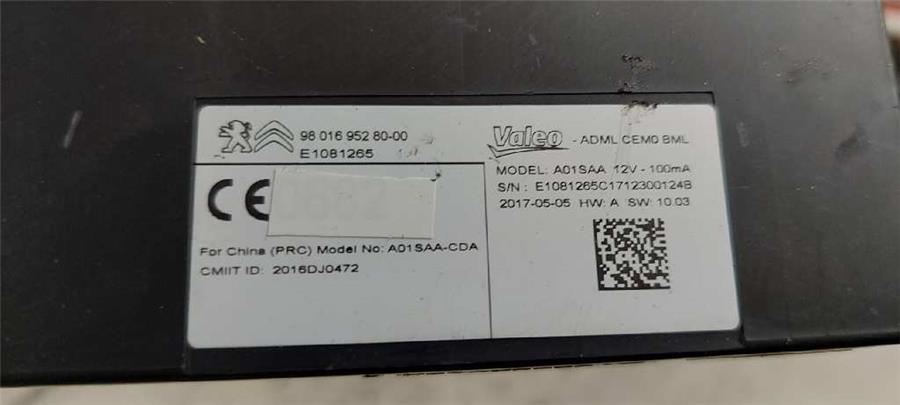 98 016 952 80-00
E1081265
CE
For China (PRC) Model No: A01SAA-CDA
CMIIT ID: 2016DJ0472
Valeo - ADML CEM0 BML
MODEL: A01SAA 12V - 100mA
S/N : E1081265C1712300124B
2017-05-05 HW: A SW: 10.03